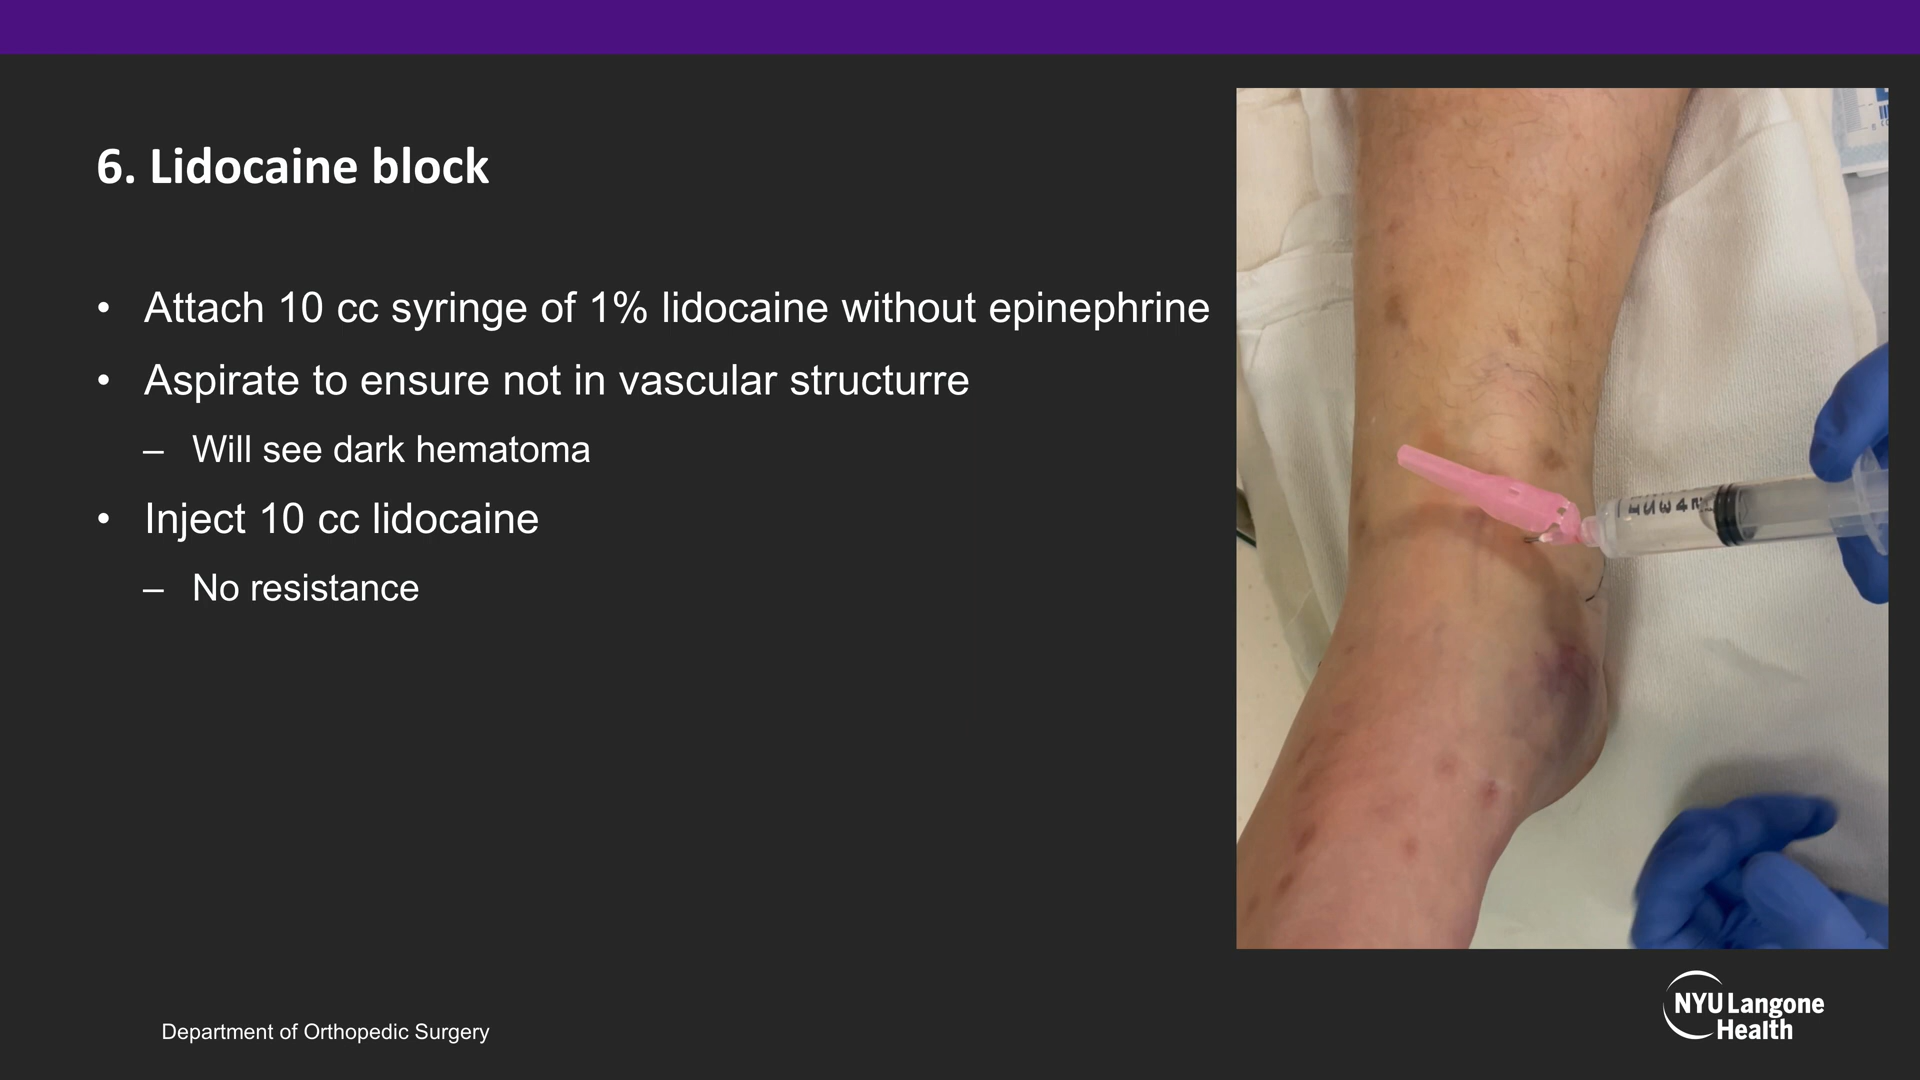 6. Lidocaine block
• Attach 10 cc syringe of 1% lidocaine without epinephrine
• Aspirate to ensure not in vascular structurre
– Will see dark hematoma
• Inject 10 cc lidocaine
– No resistance
Department of Orthopedic Surgery
NYU Langone
Health